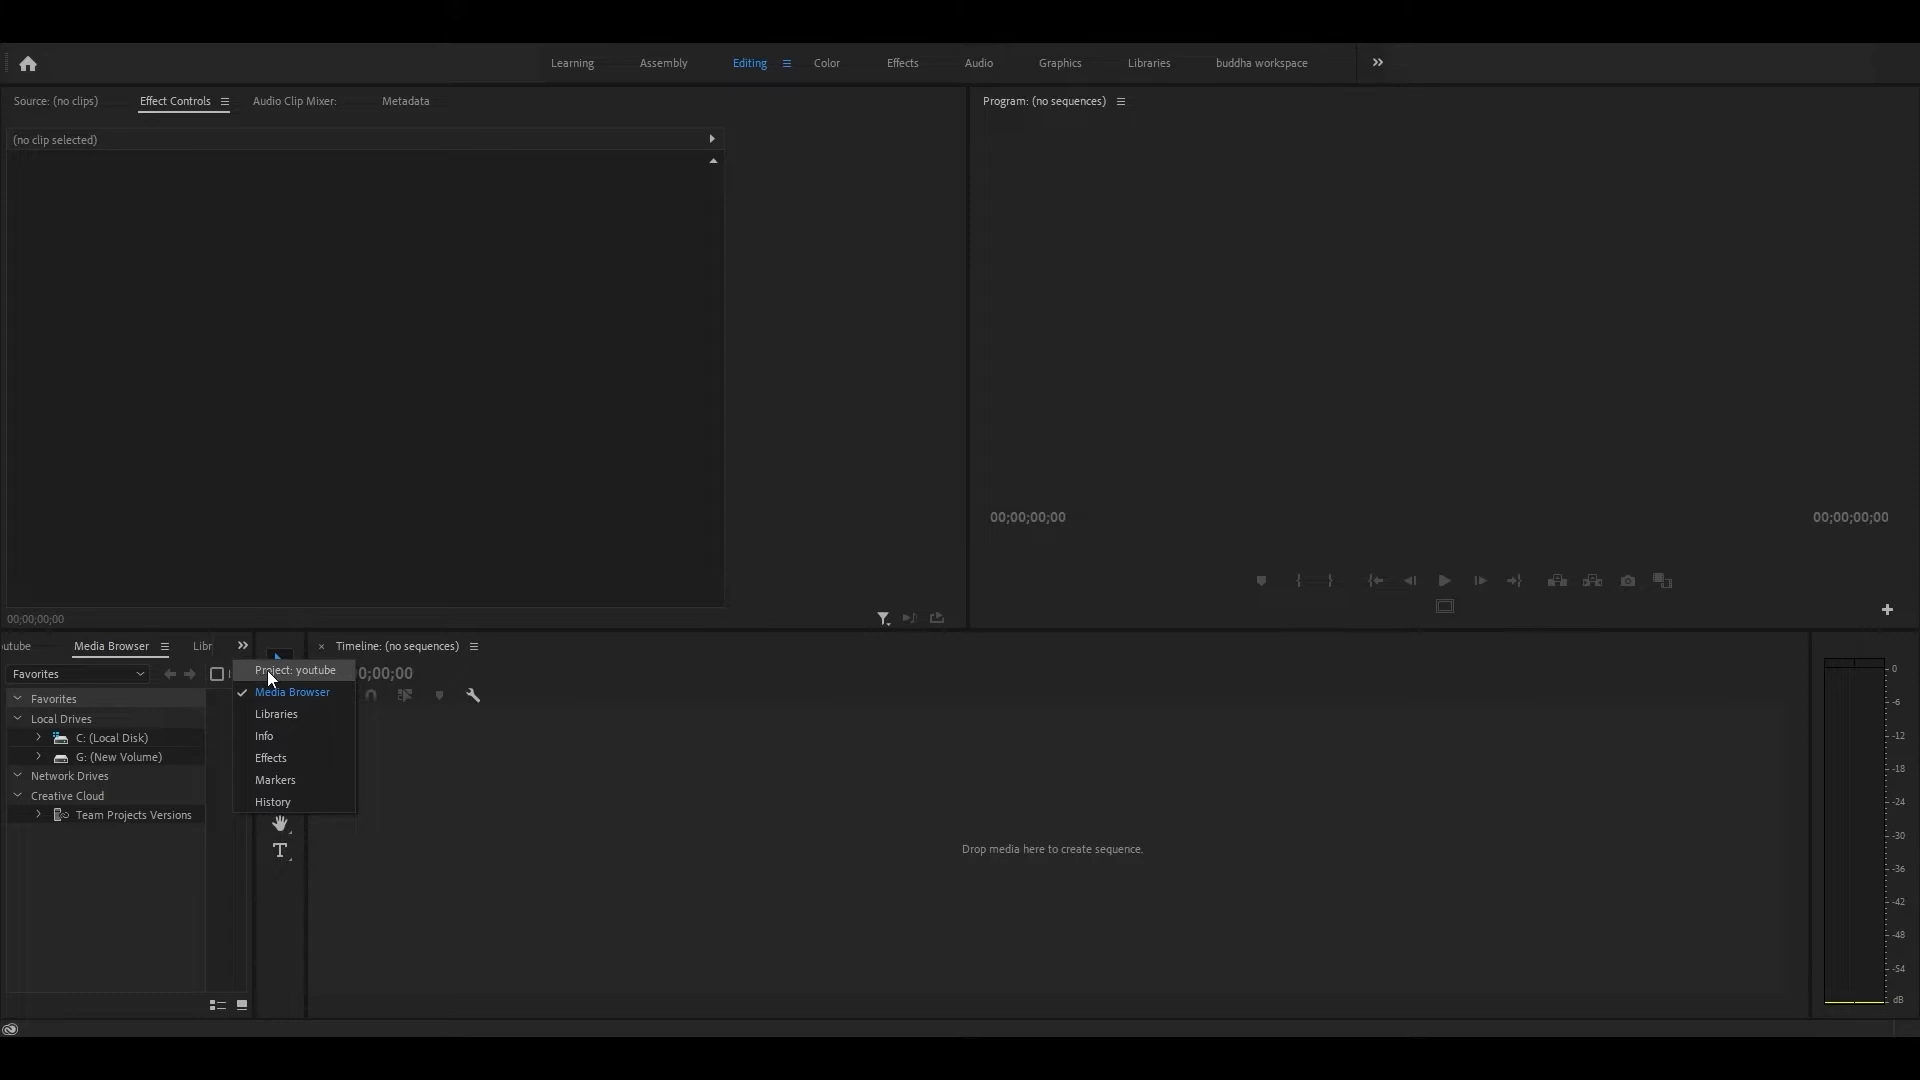 Learning Assembly Editing Color Effects Audio Graphics Libraries buddha workspace
Source: (no clips) Effect Controls Audio Clip Mixer: Metadata
Program: (no sequences)
(no clip selected)
00;00;00;00 00;00;00;00
00;00;00;00
utube Media Browser Libr
Timeline: (no sequences)
Favorites
0;00;00
Project: youtube
Media Browser
Libraries
Info
Effects
Markers
History
Favorites
Local Drives
C: (Local Disk)
G: (New Volume)
Network Drives
Creative Cloud
Team Projects Versions
T
Drop media here to create sequence.
0
-6
-12
-18
-24
-30
-36
-42
-48
-54
dB